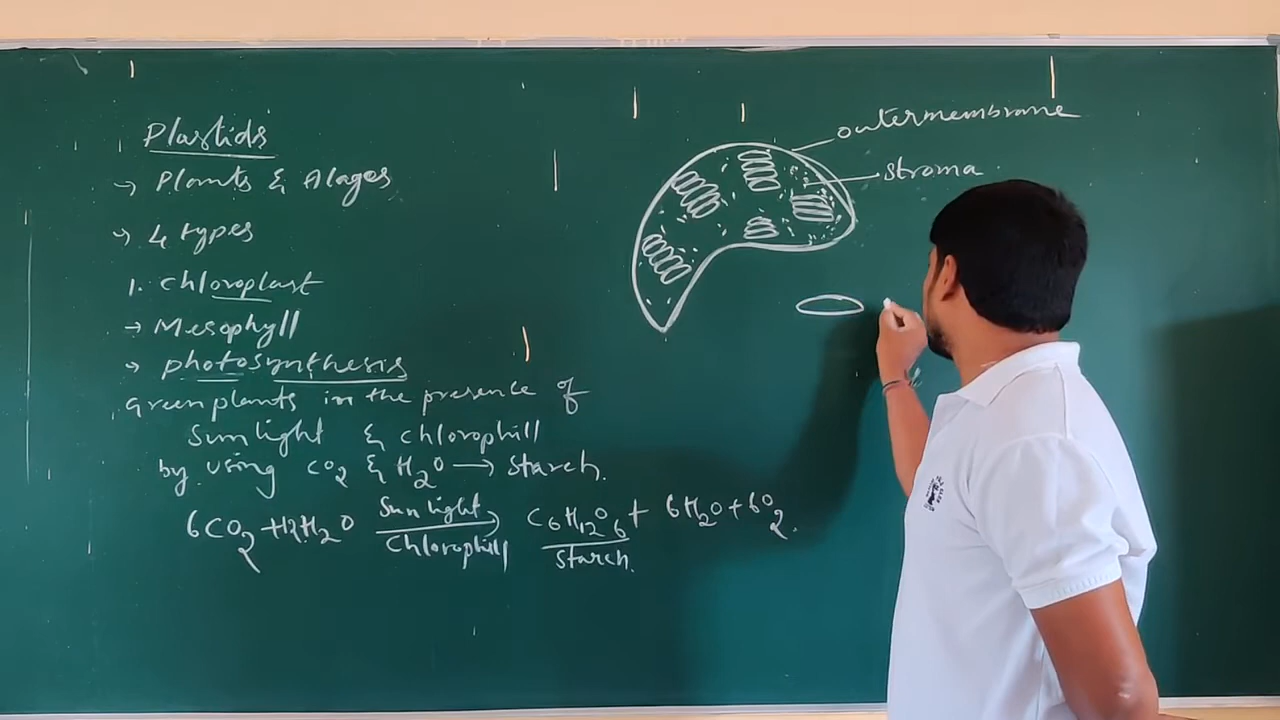 Plastids
→ Plants & Alages
→ 4 types
1. chloroplast
→ Mesophyll
→ photosynthesis
Green plants in the presence of
Sunlight & chlorophill
by using CO2 & H2O → starch.
6CO2 + 12H2O Sunlight Chlorophyll → C6H12O6 + 6H2O + 6O2.
starch.
outermembrane
stroma